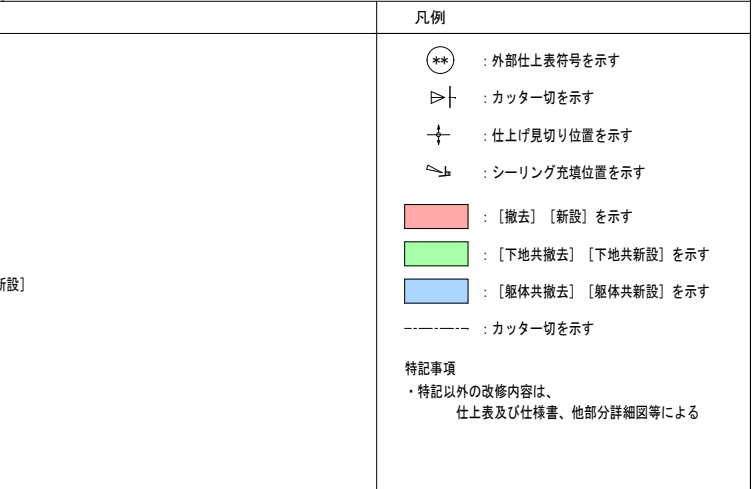 凡例
** ：外部仕上表符号を示す
：カッター切を示す
：仕上げ見切り位置を示す
：シーリング充填位置を示す
：［撤去］［新設］を示す
：［下地共撤去］［下地共新設］を示す
新設］
：［躯体共撤去］［躯体共新設］を示す
：カッター切を示す
特記事項
・特記以外の改修内容は、
仕上表及び仕様書、他部分詳細図等による